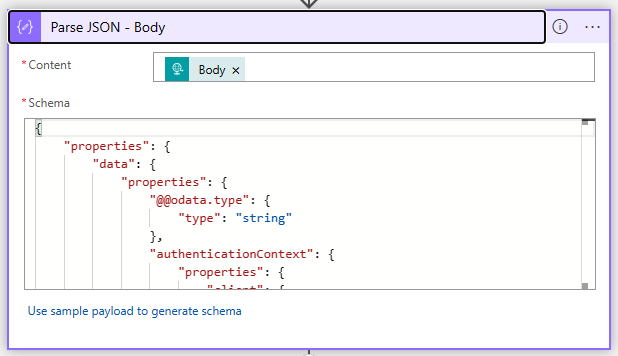 Parse JSON - Body
* Content
Body ×
* Schema
{
"properties": {
"data": {
"properties": {
"@@odata.type": {
"type": "string"
},
"authenticationContext": {
"properties": {
"client": {
Use sample payload to generate schema